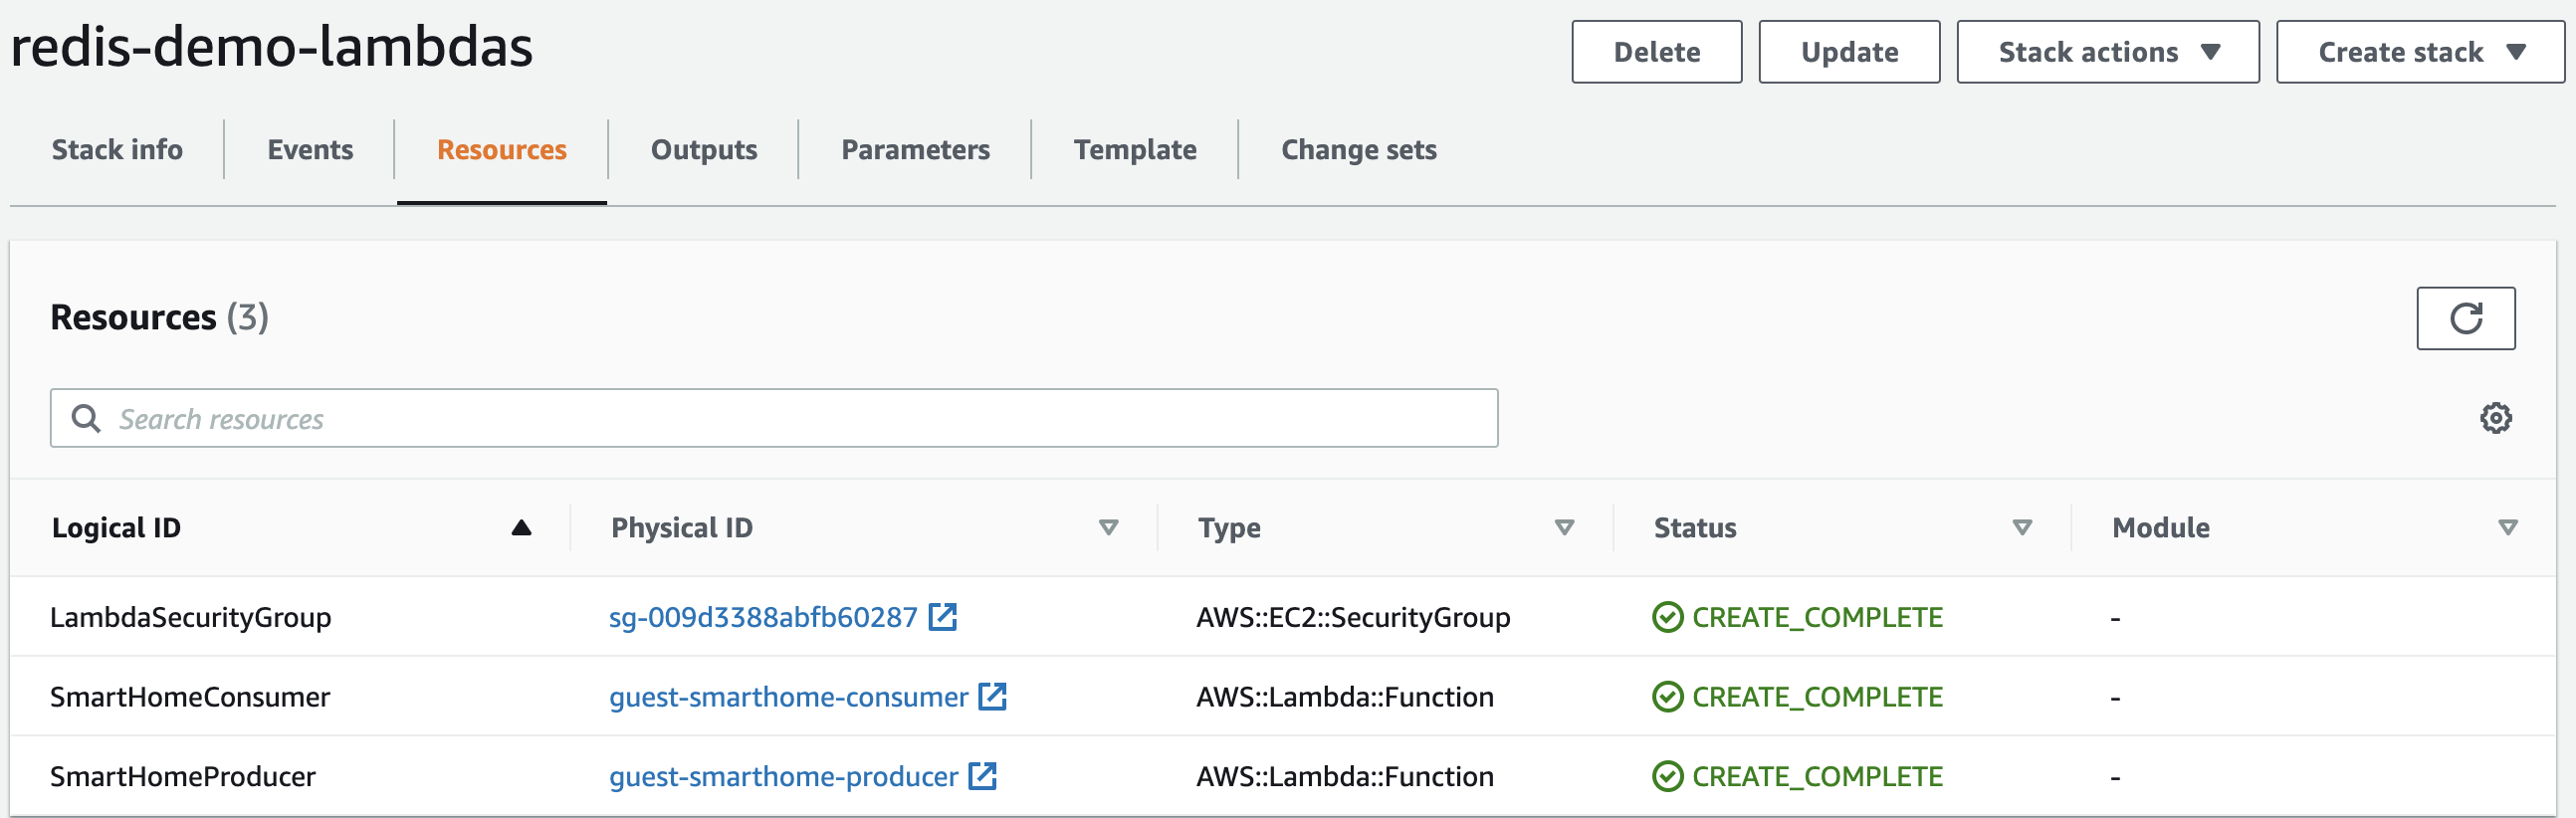 redis-demo-lambdas
Delete Update Stack actions Create stack
Stack info Events Resources Outputs Parameters Template Change sets
Resources (3)
Search resources
Logical ID Physical ID Type Status Module
LambdaSecurityGroup sg-009d3388abfb60287 AWS::EC2::SecurityGroup CREATE_COMPLETE -
SmartHomeConsumer guest-smarthome-consumer AWS::Lambda::Function CREATE_COMPLETE -
SmartHomeProducer guest-smarthome-producer AWS::Lambda::Function CREATE_COMPLETE -